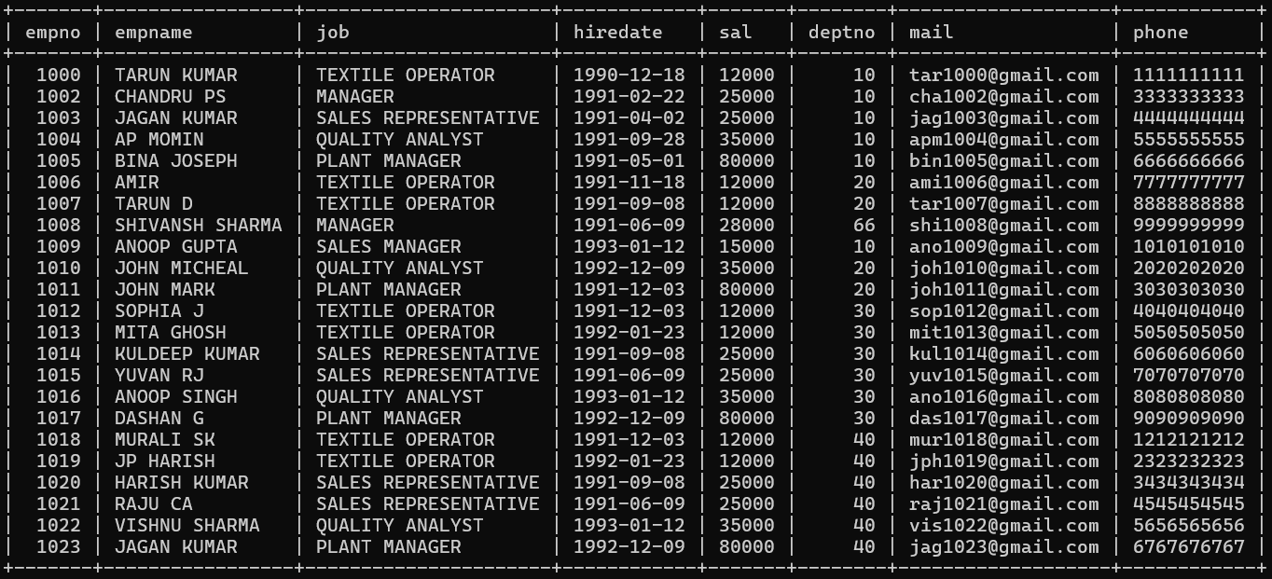 | empno | empname | job | hiredate | sal | deptno | mail | phone |
| 1000 | TARUN KUMAR | TEXTILE OPERATOR | 1990-12-18 | 12000 | 10 | tar1000@gmail.com | 1111111111 |
| 1002 | CHANDRU PS | MANAGER | 1991-02-22 | 25000 | 10 | cha1002@gmail.com | 3333333333 |
| 1003 | JAGAN KUMAR | SALES REPRESENTATIVE | 1991-04-02 | 25000 | 10 | jag1003@gmail.com | 4444444444 |
| 1004 | AP MOMIN | QUALITY ANALYST | 1991-09-28 | 35000 | 10 | apm1004@gmail.com | 5555555555 |
| 1005 | BINA JOSEPH | PLANT MANAGER | 1991-05-01 | 80000 | 10 | bin1005@gmail.com | 6666666666 |
| 1006 | AMIR | TEXTILE OPERATOR | 1991-11-18 | 12000 | 20 | ami1006@gmail.com | 7777777777 |
| 1007 | TARUN D | TEXTILE OPERATOR | 1991-09-08 | 12000 | 20 | tar1007@gmail.com | 8888888888 |
| 1008 | SHIVANSH SHARMA | MANAGER | 1991-06-09 | 28000 | 66 | shi1008@gmail.com | 9999999999 |
| 1009 | ANOOP GUPTA | SALES MANAGER | 1993-01-12 | 15000 | 10 | ano1009@gmail.com | 1010101010 |
| 1010 | JOHN MICHEAL | QUALITY ANALYST | 1992-12-09 | 35000 | 20 | joh1010@gmail.com | 2020202020 |
| 1011 | JOHN MARK | PLANT MANAGER | 1991-12-03 | 80000 | 20 | joh1011@gmail.com | 3030303030 |
| 1012 | SOPHIA J | TEXTILE OPERATOR | 1991-12-03 | 12000 | 30 | sop1012@gmail.com | 4040404040 |
| 1013 | MITA GHOSH | TEXTILE OPERATOR | 1992-01-23 | 12000 | 30 | mit1013@gmail.com | 5050505050 |
| 1014 | KULDEEP KUMAR | SALES REPRESENTATIVE | 1991-09-08 | 25000 | 30 | kul1014@gmail.com | 6060606060 |
| 1015 | YUVAN RJ | SALES REPRESENTATIVE | 1991-06-09 | 25000 | 30 | yuv1015@gmail.com | 7070707070 |
| 1016 | ANOOP SINGH | QUALITY ANALYST | 1993-01-12 | 35000 | 30 | ano1016@gmail.com | 8080808080 |
| 1017 | DASHAN G | PLANT MANAGER | 1992-12-09 | 80000 | 30 | das1017@gmail.com | 9090909090 |
| 1018 | MURALI SK | TEXTILE OPERATOR | 1991-12-03 | 12000 | 40 | mur1018@gmail.com | 1212121212 |
| 1019 | JP HARISH | TEXTILE OPERATOR | 1992-01-23 | 12000 | 40 | jph1019@gmail.com | 2323232323 |
| 1020 | HARISH KUMAR | SALES REPRESENTATIVE | 1991-09-08 | 25000 | 40 | har1020@gmail.com | 3434343434 |
| 1021 | RAJU CA | SALES REPRESENTATIVE | 1991-06-09 | 25000 | 40 | raj1021@gmail.com | 4545454545 |
| 1022 | VISHNU SHARMA | QUALITY ANALYST | 1993-01-12 | 35000 | 40 | vis1022@gmail.com | 5656565656 |
| 1023 | JAGAN KUMAR | PLANT MANAGER | 1992-12-09 | 80000 | 40 | jag1023@gmail.com | 6767676767 |